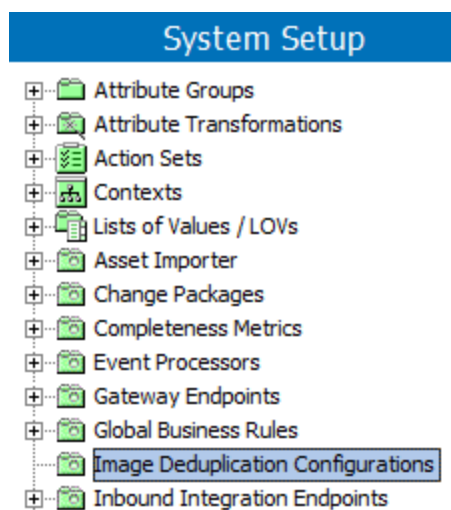 System Setup
Attribute Groups
Attribute Transformations
Action Sets
Contexts
Lists of Values / LOVs
Asset Importer
Change Packages
Completeness Metrics
Event Processors
Gateway Endpoints
Global Business Rules
Image Deduplication Configurations
Inbound Integration Endpoints